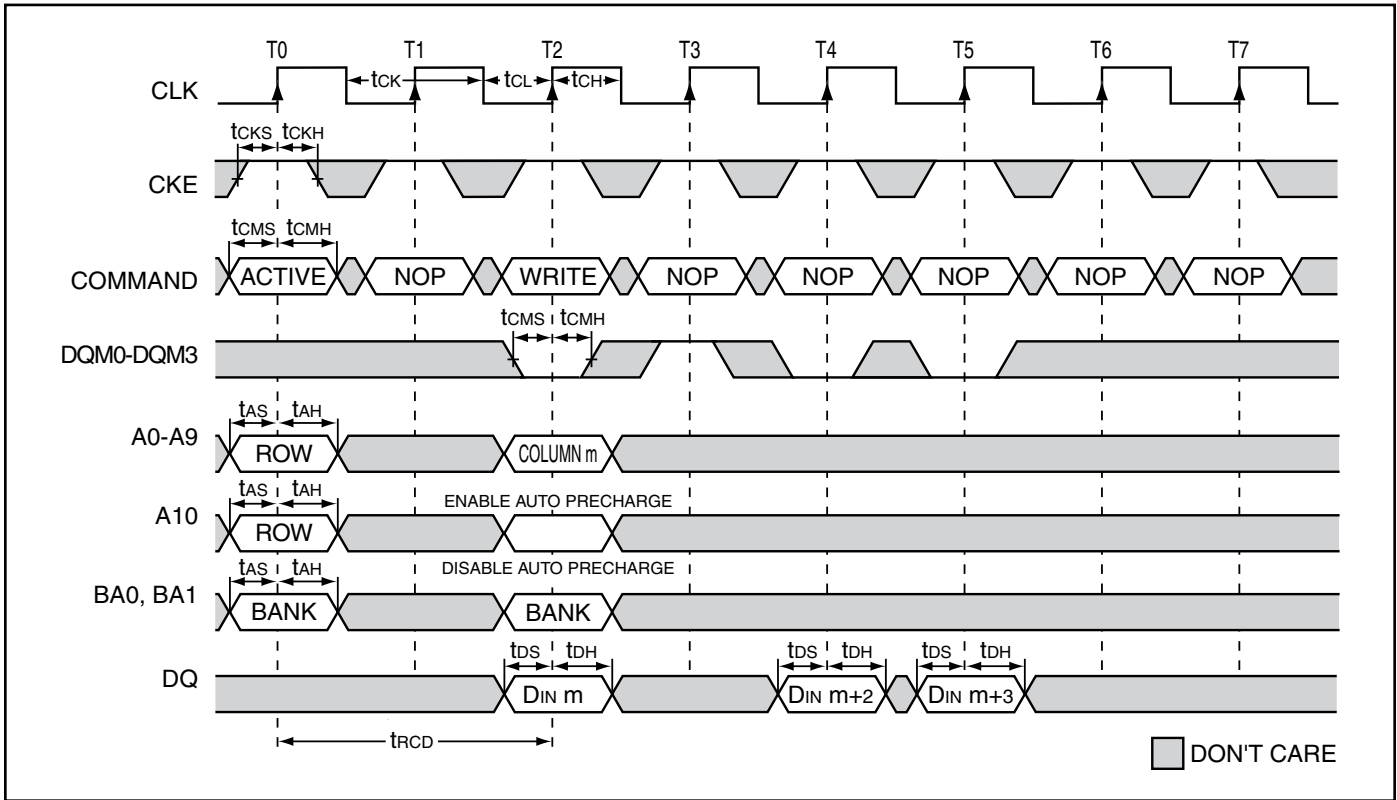 T0 T1 T2 T3 T4 T5 T6 T7
CLK tCK tCL tCH
tCKS tCKH
CKE
tCMS tCMH
COMMAND ACTIVE NOP WRITE NOP NOP NOP NOP NOP
tCMS tCMH
DQM0-DQM3
tAS tAH
A0-A9 ROW COLUMN m
tAS tAH ENABLE AUTO PRECHARGE
A10 ROW
tAS tAH DISABLE AUTO PRECHARGE
BA0, BA1 BANK BANK
tDS tDH tDS tDH tDS tDH
DQ DIN m DIN m+2 DIN m+3
tRCD
DON'T CARE